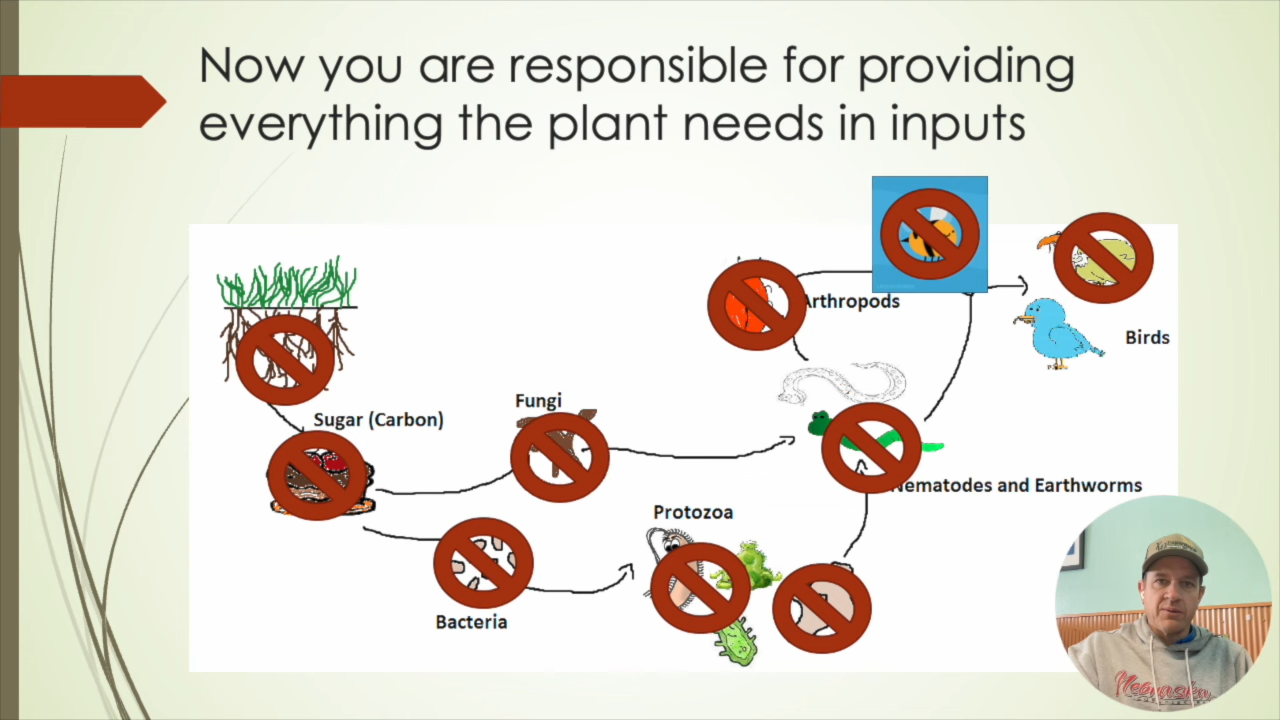 Now you are responsible for providing
everything the plant needs in inputs
Arthropods
Birds
Sugar (Carbon)
Fungi
Nematodes and Earthworms
Protozoa
Bacteria
Nebraska